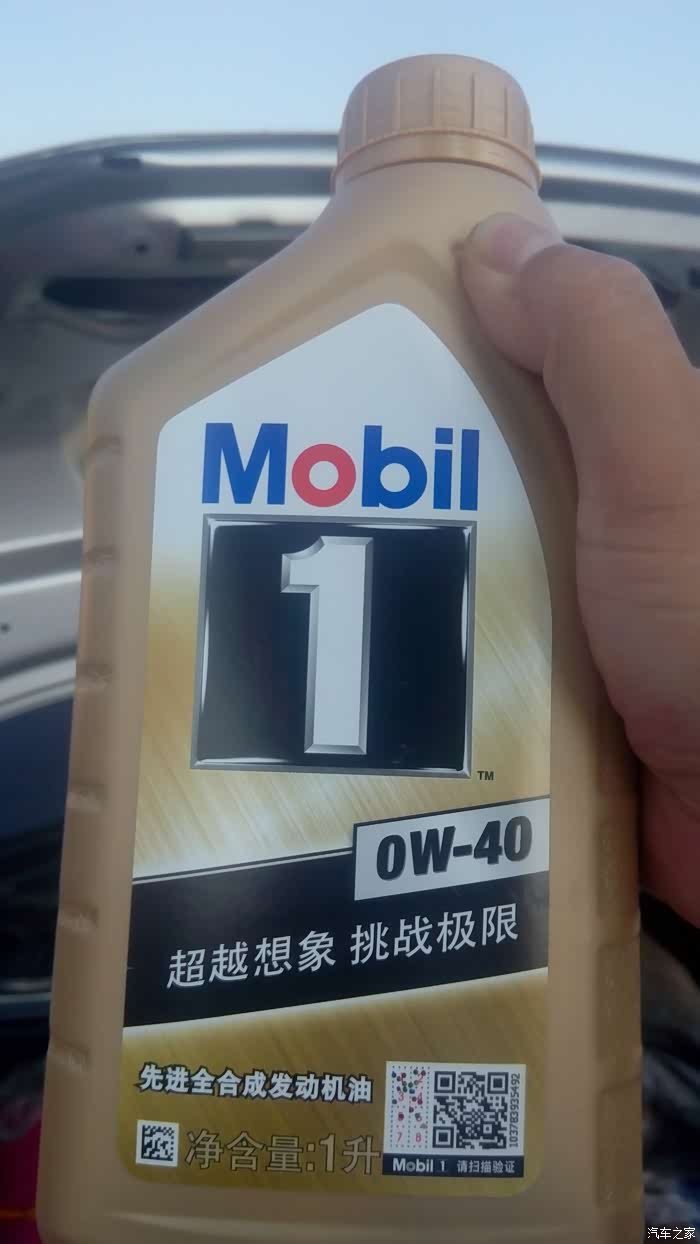 Mobil
1
TM
0W-40
超越想象 挑战极限
先进全合成发动机油
净含量:1升
103783935492
Mobil 1 请扫描验证
汽车之家